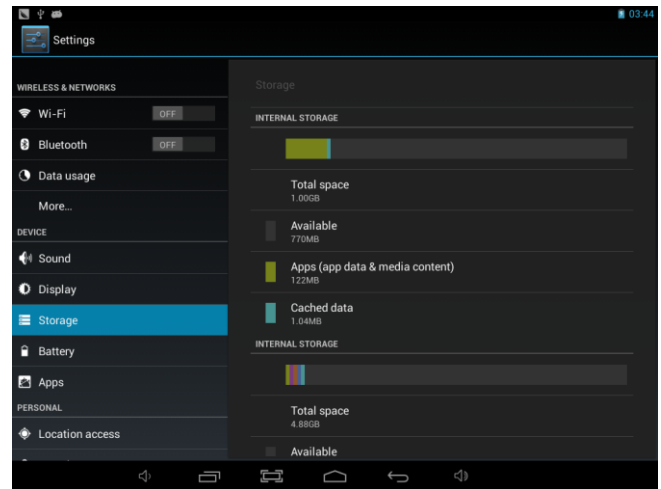 03:44
Settings
WIRELESS & NETWORKS
Wi-Fi OFF
Bluetooth OFF
Data usage
More...
DEVICE
Sound
Display
Storage
Battery
Apps
PERSONAL
Location access
Storage
INTERNAL STORAGE
Total space
1.00GB
Available
770MB
Apps (app data & media content)
122MB
Cached data
1.04MB
INTERNAL STORAGE
Total space
4.88GB
Available